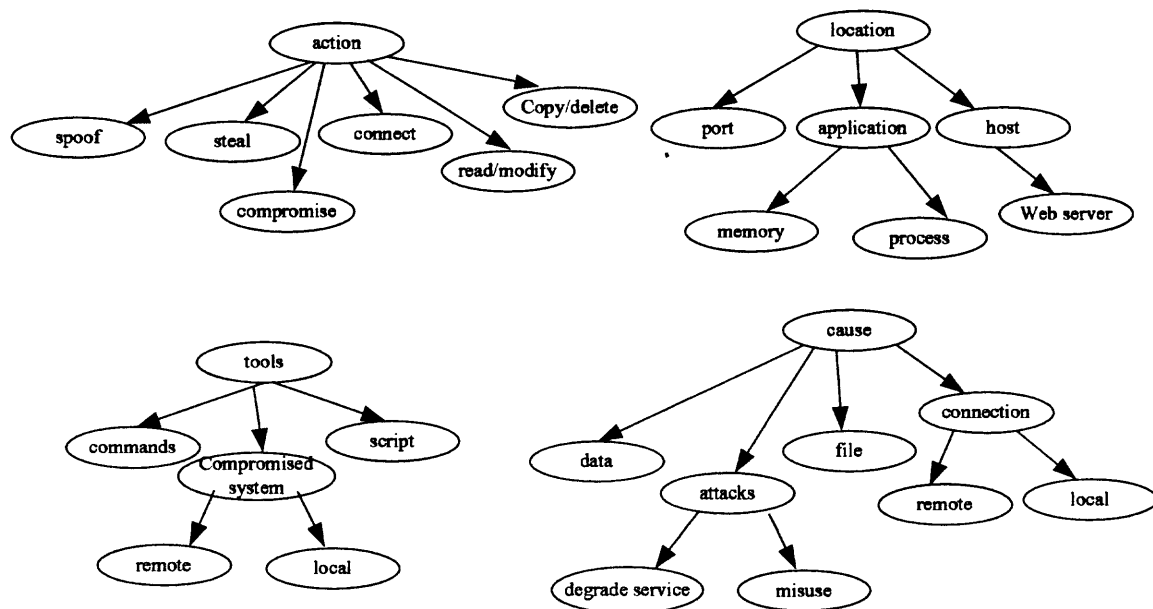 action
spoof
steal
connect
Copy/delete
read/modify
compromise
location
port
application
host
memory
process
Web server
tools
commands
Compromised
system
script
remote
local
cause
data
attacks
file
connection
remote
local
degrade service
misuse